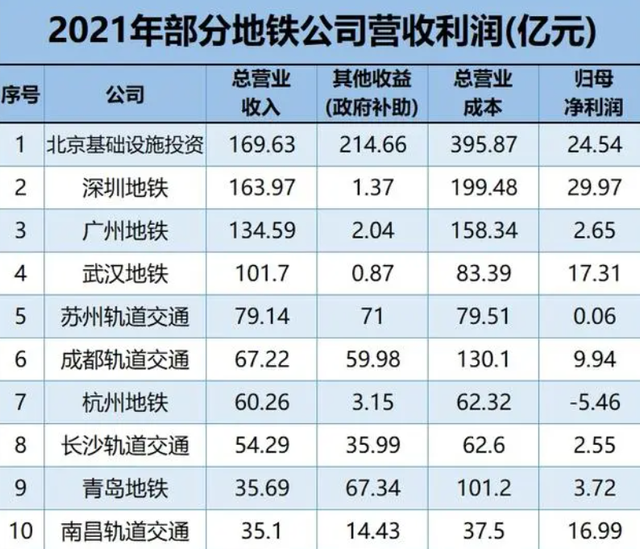 2021年部分地铁公司营收利润(亿元)
序号 公司 总营业收入 其他收益(政府补助) 总营业成本 归母净利润
1 北京基础设施投资 169.63 214.66 395.87 24.54
2 深圳地铁 163.97 1.37 199.48 29.97
3 广州地铁 134.59 2.04 158.34 2.65
4 武汉地铁 101.7 0.87 83.39 17.31
5 苏州轨道交通 79.14 71 79.51 0.06
6 成都轨道交通 67.22 59.98 130.1 9.94
7 杭州地铁 60.26 3.15 62.32 -5.46
8 长沙轨道交通 54.29 35.99 62.6 2.55
9 青岛地铁 35.69 67.34 101.2 3.72
10 南昌轨道交通 35.1 14.43 37.5 16.99